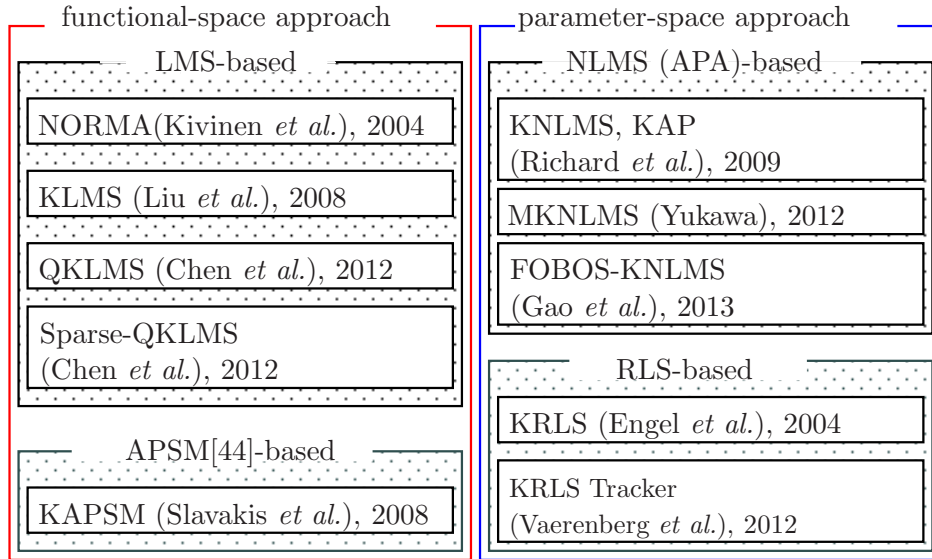 functional-space approach
LMS-based
NORMA(Kivinen et al.), 2004
KLMS (Liu et al.), 2008
QKLMS (Chen et al.), 2012
Sparse-QKLMS
(Chen et al.), 2012
APSM[44]-based
KAPSM (Slavakis et al.), 2008
parameter-space approach
NLMS (APA)-based
KNLMS, KAP
(Richard et al.), 2009
MKNLMS (Yukawa), 2012
FOBOS-KNLMS
(Gao et al.), 2013
RLS-based
KRLS (Engel et al.), 2004
KRLS Tracker
(Vaerenberg et al.), 2012